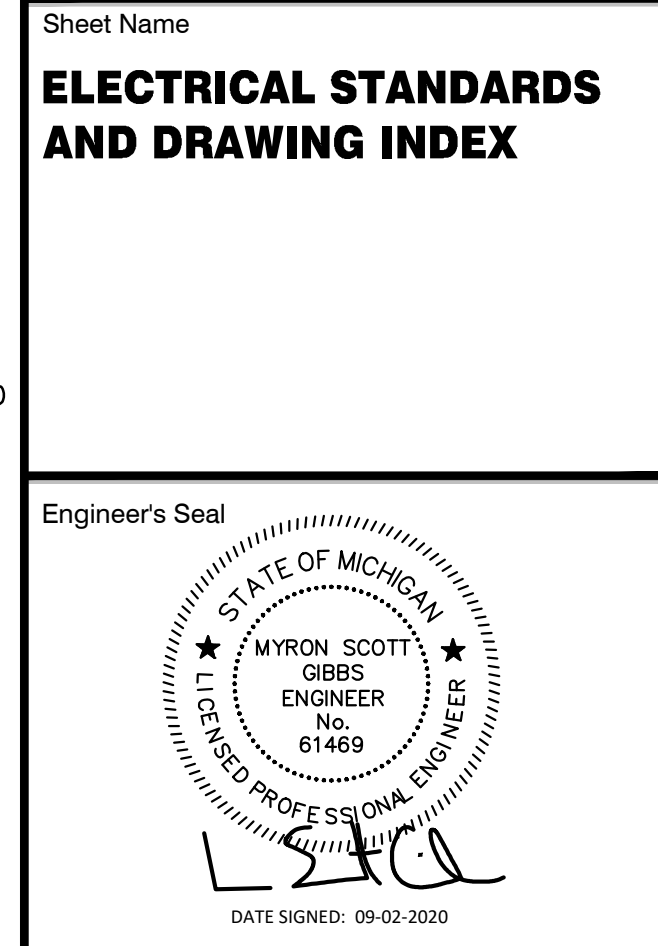 Sheet Name
ELECTRICAL STANDARDS
AND DRAWING INDEX
Engineer's Seal
STATE OF MICHIGAN
MYRON SCOTT
GIBBS
ENGINEER
No.
61469
LICENSED PROFESSIONAL ENGINEER
DATE SIGNED: 09-02-2020